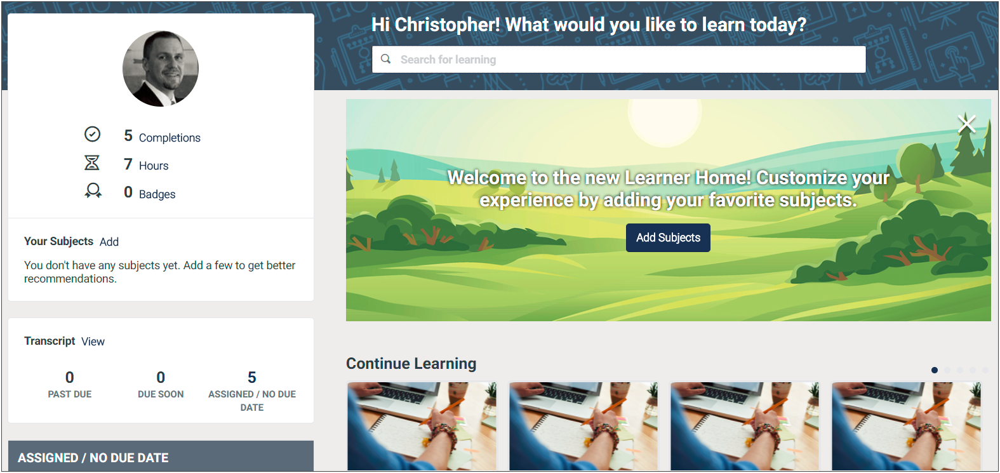 Hi Christopher! What would you like to learn today?
Search for learning
5 Completions
7 Hours
0 Badges
Your Subjects Add
You don't have any subjects yet. Add a few to get better
recommendations.
Transcript View
0
PAST DUE
0
DUE SOON
5
ASSIGNED / NO DUE
DATE
ASSIGNED / NO DUE DATE
Welcome to the new Learner Home! Customize your
experience by adding your favorite subjects.
Add Subjects
Continue Learning